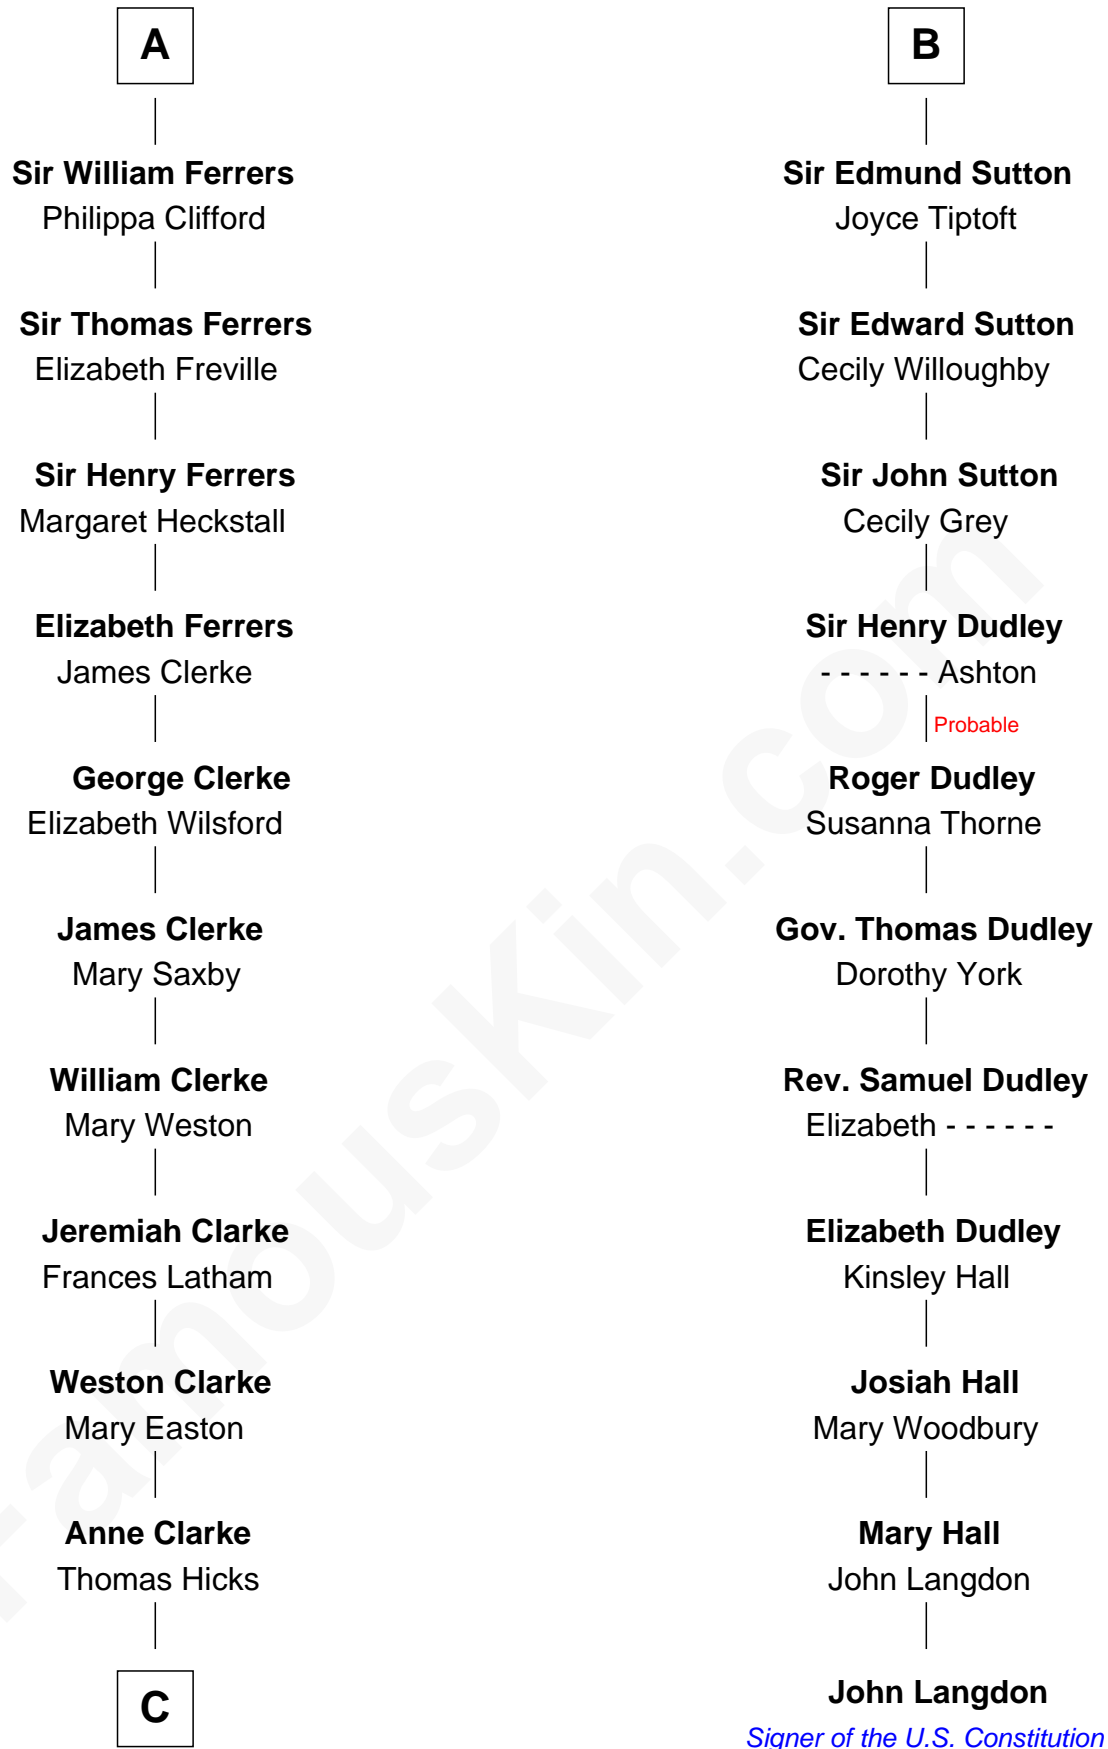 A
Sir William Ferrers
Philippa Clifford
Sir Thomas Ferrers
Elizabeth Freville
Sir Henry Ferrers
Margaret Heckstall
Elizabeth Ferrers
James Clerke
George Clerke
Elizabeth Wilsford
James Clerke
Mary Saxby
William Clerke
Mary Weston
Jeremiah Clarke
Frances Latham
Weston Clarke
Mary Easton
Anne Clarke
Thomas Hicks
C
B
Sir Edmund Sutton
Joyce Tiptoft
Sir Edward Sutton
Cecily Willoughby
Sir John Sutton
Cecily Grey
Sir Henry Dudley
- - - - - - Ashton
Probable
Roger Dudley
Susanna Thorne
Gov. Thomas Dudley
Dorothy York
Rev. Samuel Dudley
Elizabeth - - - - - -
Elizabeth Dudley
Kinsley Hall
Josiah Hall
Mary Woodbury
Mary Hall
John Langdon
John Langdon
Signer of the U.S. Constitution
FamousKin.com